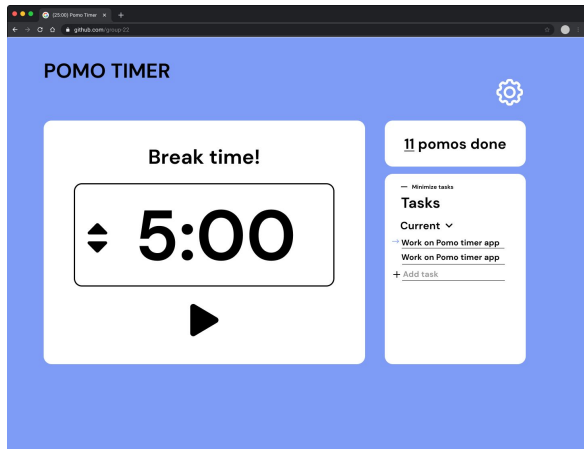 (25:00) Pomo Timer
github.com/group-22
POMO TIMER
Break time!
5:00
11 pomos done
Minimize tasks
Tasks
Current
Work on Pomo timer app
Work on Pomo timer app
Add task